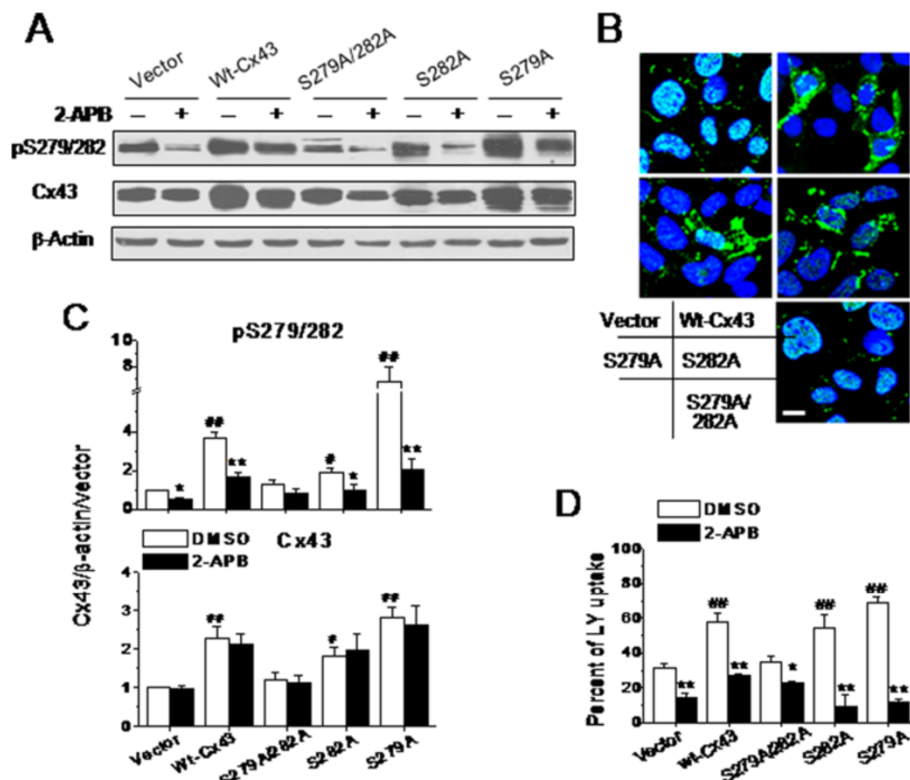 A
Vector Wt-Cx43 S279A/282A S282A S279A
2-APB − + − + − + − + − +
pS279/282
Cx43
β-Actin
B
Vector Wt-Cx43
S279A S282A
S279A/
282A
C
pS279/282
10
8
4
2
0
DMSO
2-APB
Cx43
4
3
2
1
0
Cx43/β-actin/vector
## ## # * ** * **
## # ##
Vector Wt-Cx43 S279A/282A S282A S279A
D
DMSO
2-APB
100
80
60
40
20
0
Percent of LY uptake
** ## ** * ## ** ## **
Vector wt-Cx43 S279A/282A S282A S279A